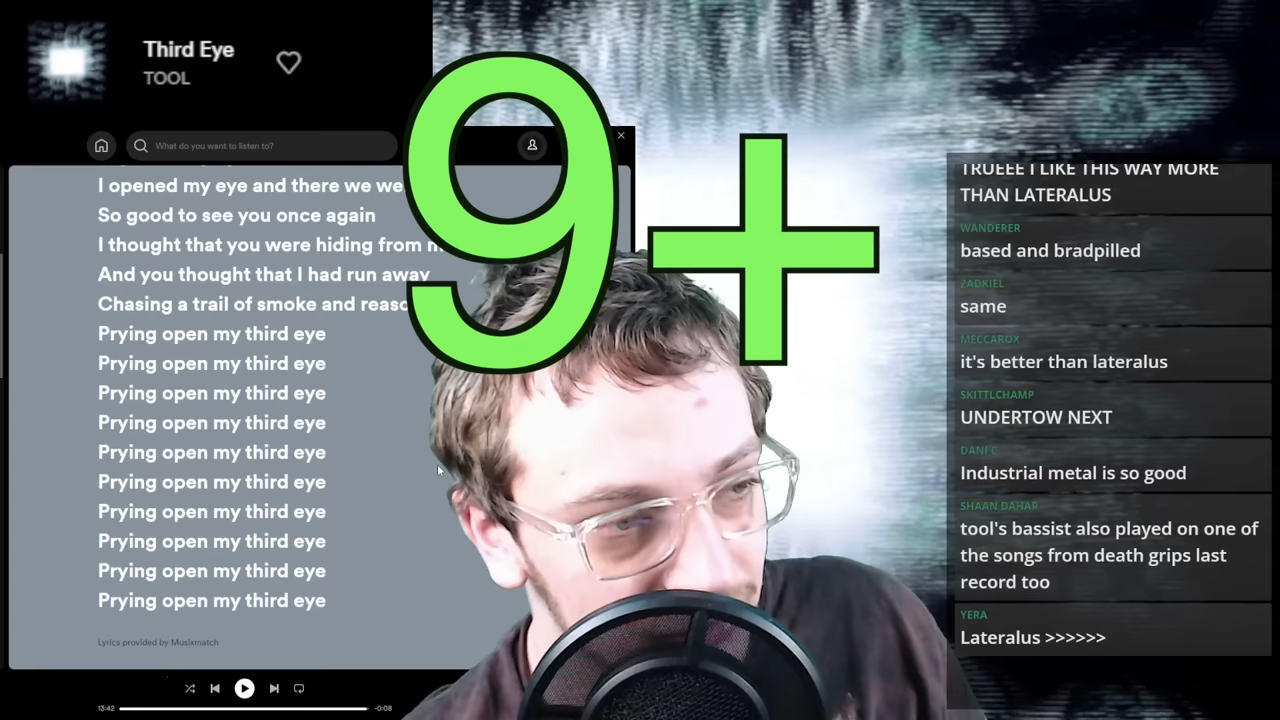 Third Eye
TOOL
What do you want to listen to?
I opened my eye and there we we
So good to see you once again
I thought that you were hiding from
And you thought that I had run away
Chasing a trail of smoke and reaso
Prying open my third eye
Prying open my third eye
Prying open my third eye
Prying open my third eye
Prying open my third eye
Prying open my third eye
Prying open my third eye
Prying open my third eye
Prying open my third eye
Prying open my third eye
Lyrics provided by Musixmatch
13:42
-0:08
9+
TRUEEE I LIKE THIS WAY MORE
THAN LATERALUS
WANDERER
based and bradpilled
ZADKIEL
same
MECCAROX
it's better than lateralus
SKITTLCHAMP
UNDERTOW NEXT
DANI C
Industrial metal is so good
SHAAN DAHAR
tool's bassist also played on one of
the songs from death grips last
record too
YERA
Lateralus >>>>>>